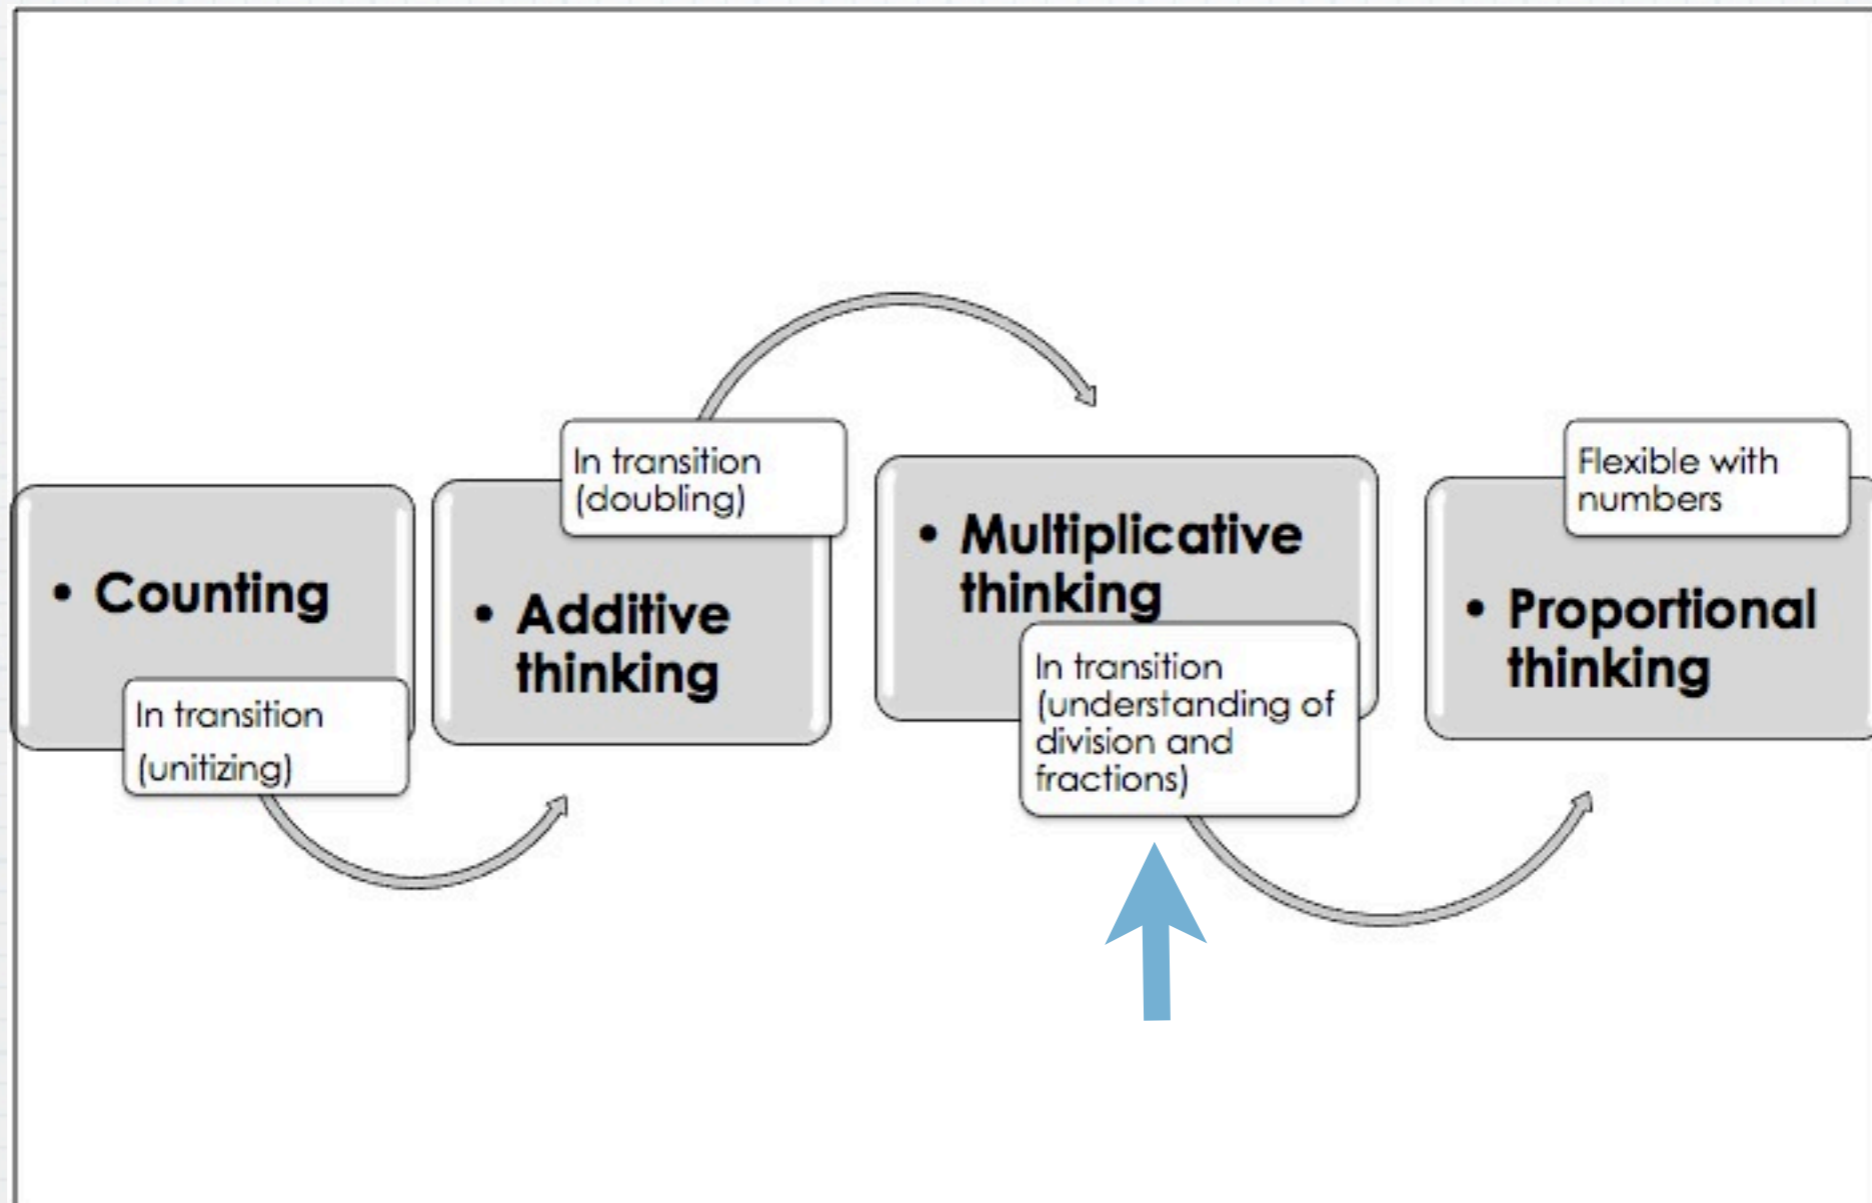 • Counting
In transition
(unitizing)
In transition
(doubling)
• Additive
thinking
• Multiplicative
thinking
In transition
(understanding of
division and
fractions)
Flexible with
numbers
• Proportional
thinking